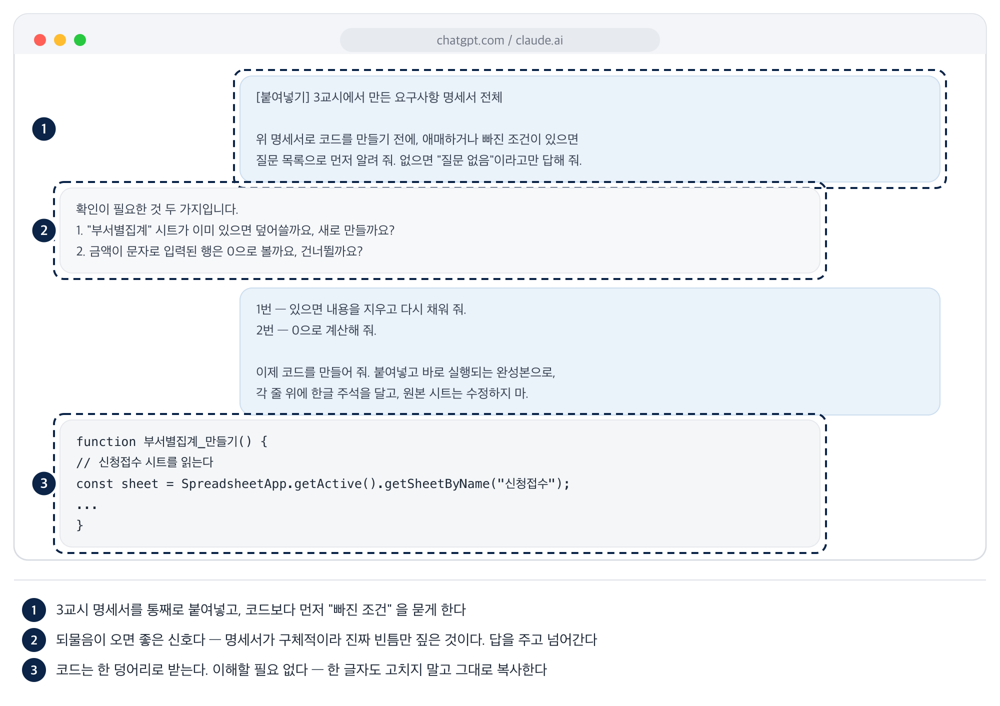 chatgpt.com / claude.ai
[붙여넣기] 3교시에서 만든 요구사항 명세서 전체
1
위 명세서로 코드를 만들기 전에, 애매하거나 빠진 조건이 있으면
질문 목록으로 먼저 알려 줘. 없으면 "질문 없음"이라고만 답해 줘.
확인이 필요한 것 두 가지입니다.
2
1. "부서별집계" 시트가 이미 있으면 덮어쓸까요, 새로 만들까요?
2. 금액이 문자로 입력된 행은 0으로 볼까요, 건너뛸까요?
1번 — 있으면 내용을 지우고 다시 채워 줘.
2번 — 0으로 계산해 줘.
이제 코드를 만들어 줘. 붙여넣고 바로 실행되는 완성본으로,
각 줄 위에 한글 주석을 달고, 원본 시트는 수정하지 마.
function 부서별집계_만들기() {
// 신청접수 시트를 읽는다
3
const sheet = SpreadsheetApp.getActive().getSheetByName("신청접수");
...
}
1 3교시 명세서를 통째로 붙여넣고, 코드보다 먼저 "빠진 조건" 을 묻게 한다
2 되물음이 오면 좋은 신호다 — 명세서가 구체적이라 진짜 빈틈만 짚은 것이다. 답을 주고 넘어간다
3 코드는 한 덩어리로 받는다. 이해할 필요 없다 — 한 글자도 고치지 말고 그대로 복사한다